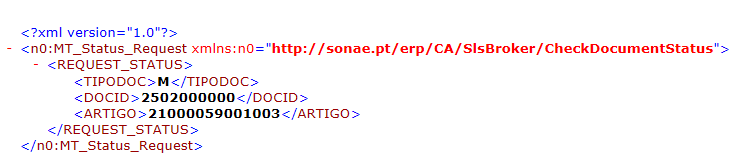 <?xml version="1.0"?>
- <n0:MT_Status_Request xmlns:n0="http://sonae.pt/erp/CA/SlsBroker/CheckDocumentStatus">
- <REQUEST_STATUS>
<TIPODOC>M</TIPODOC>
<DOCID>2502000000</DOCID>
<ARTIGO>21000059001003</ARTIGO>
</REQUEST_STATUS>
</n0:MT_Status_Request>